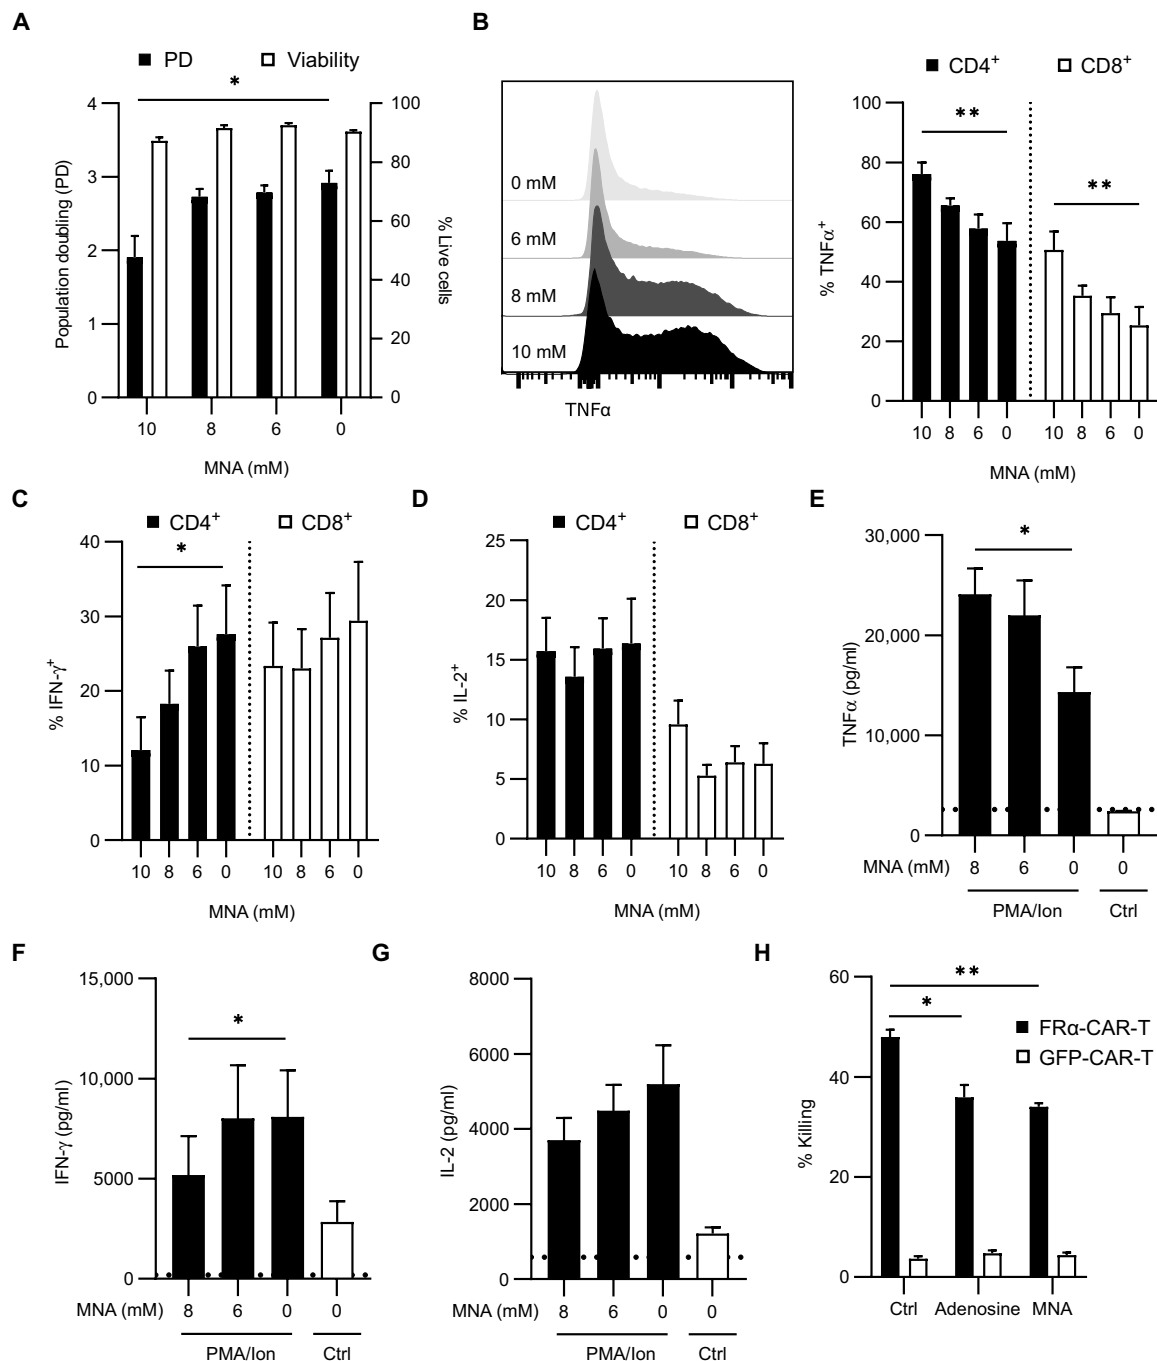 A
PD Viability
*
Population doubling (PD)
4
3
2
1
0
100
80
60
40
20
0
% Live cells
10 8 6 0
MNA (mM)
B
0 mM
6 mM
8 mM
10 mM
TNFα
CD4+ CD8+
% TNFα+
100
80
60
40
20
0
**
**
10 8 6 0 10 8 6 0
MNA (mM)
C
CD4+ CD8+
% IFN-γ+
40
30
20
10
0
*
10 8 6 0 10 8 6 0
MNA (mM)
D
CD4+ CD8+
% IL-2+
25
20
15
10
5
0
10 8 6 0 10 8 6 0
MNA (mM)
E
TNFα (pg/ml)
30,000
20,000
10,000
0
*
MNA (mM) 8 6 0 0
PMA/Ion Ctrl
F
IFN-γ (pg/ml)
15,000
10,000
5000
0
*
MNA (mM) 8 6 0 0
PMA/Ion Ctrl
G
IL-2 (pg/ml)
8000
6000
4000
2000
0
MNA (mM) 8 6 0 0
PMA/Ion Ctrl
H
% Killing
60
40
20
0
**
*
FRα-CAR-T
GFP-CAR-T
Ctrl Adenosine MNA